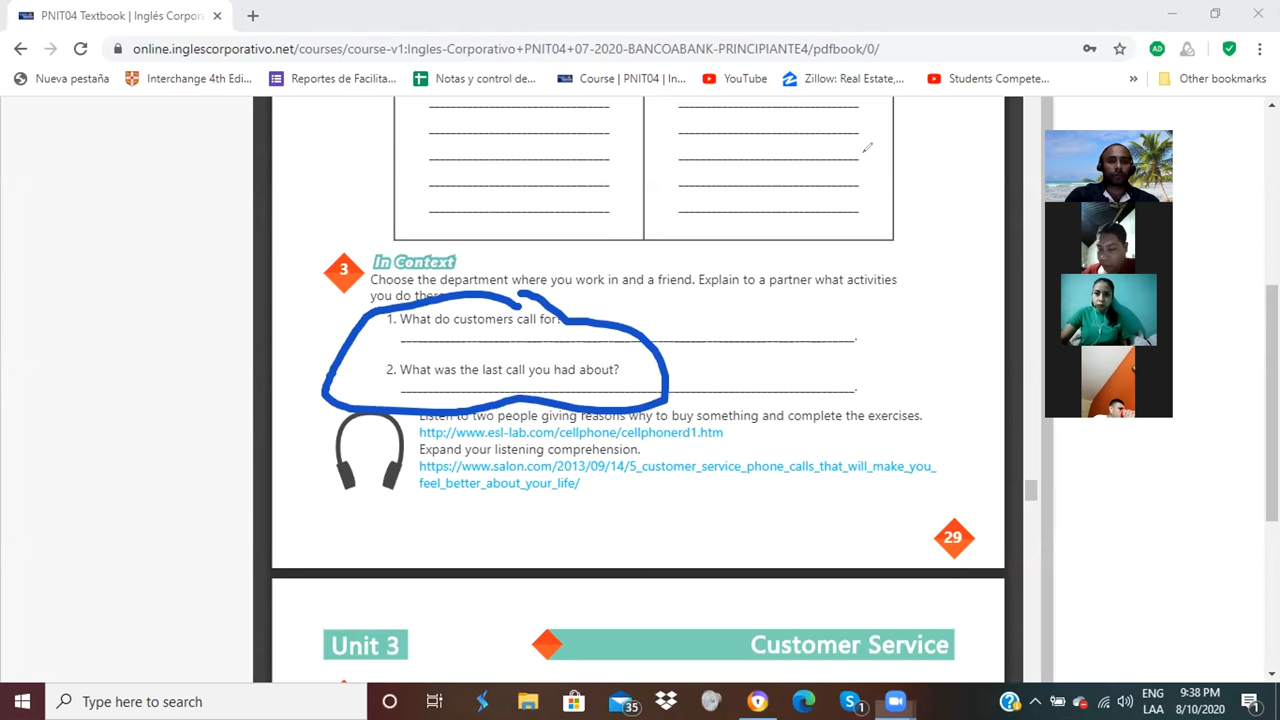 PNIT04 Textbook | Inglés Corpora
online.inglescorporativo.net/courses/course-v1:Ingles-Corporativo+PNIT04+07-2020-BANCOABANK-PRINCIPIANTE4/pdfbook/0/
Nueva pestaña
Interchange 4th Edi...
Reportes de Facilita...
Notas y control de...
Course | PNIT04 | In...
YouTube
Zillow: Real Estate,...
Students Compete...
»
Other bookmarks
3
In Context
Choose the department where you work in and a friend. Explain to a partner what activities
you do there
1. What do customers call for?
2. What was the last call you had about?
Listen to two people giving reasons why to buy something and complete the exercises.
http://www.esl-lab.com/cellphone/cellphonerd1.htm
Expand your listening comprehension.
https://www.salon.com/2013/09/14/5_customer_service_phone_calls_that_will_make_you_
feel_better_about_your_life/
29
Unit 3
Customer Service
Type here to search
35
1
ENG
LAA
9:38 PM
8/10/2020
1